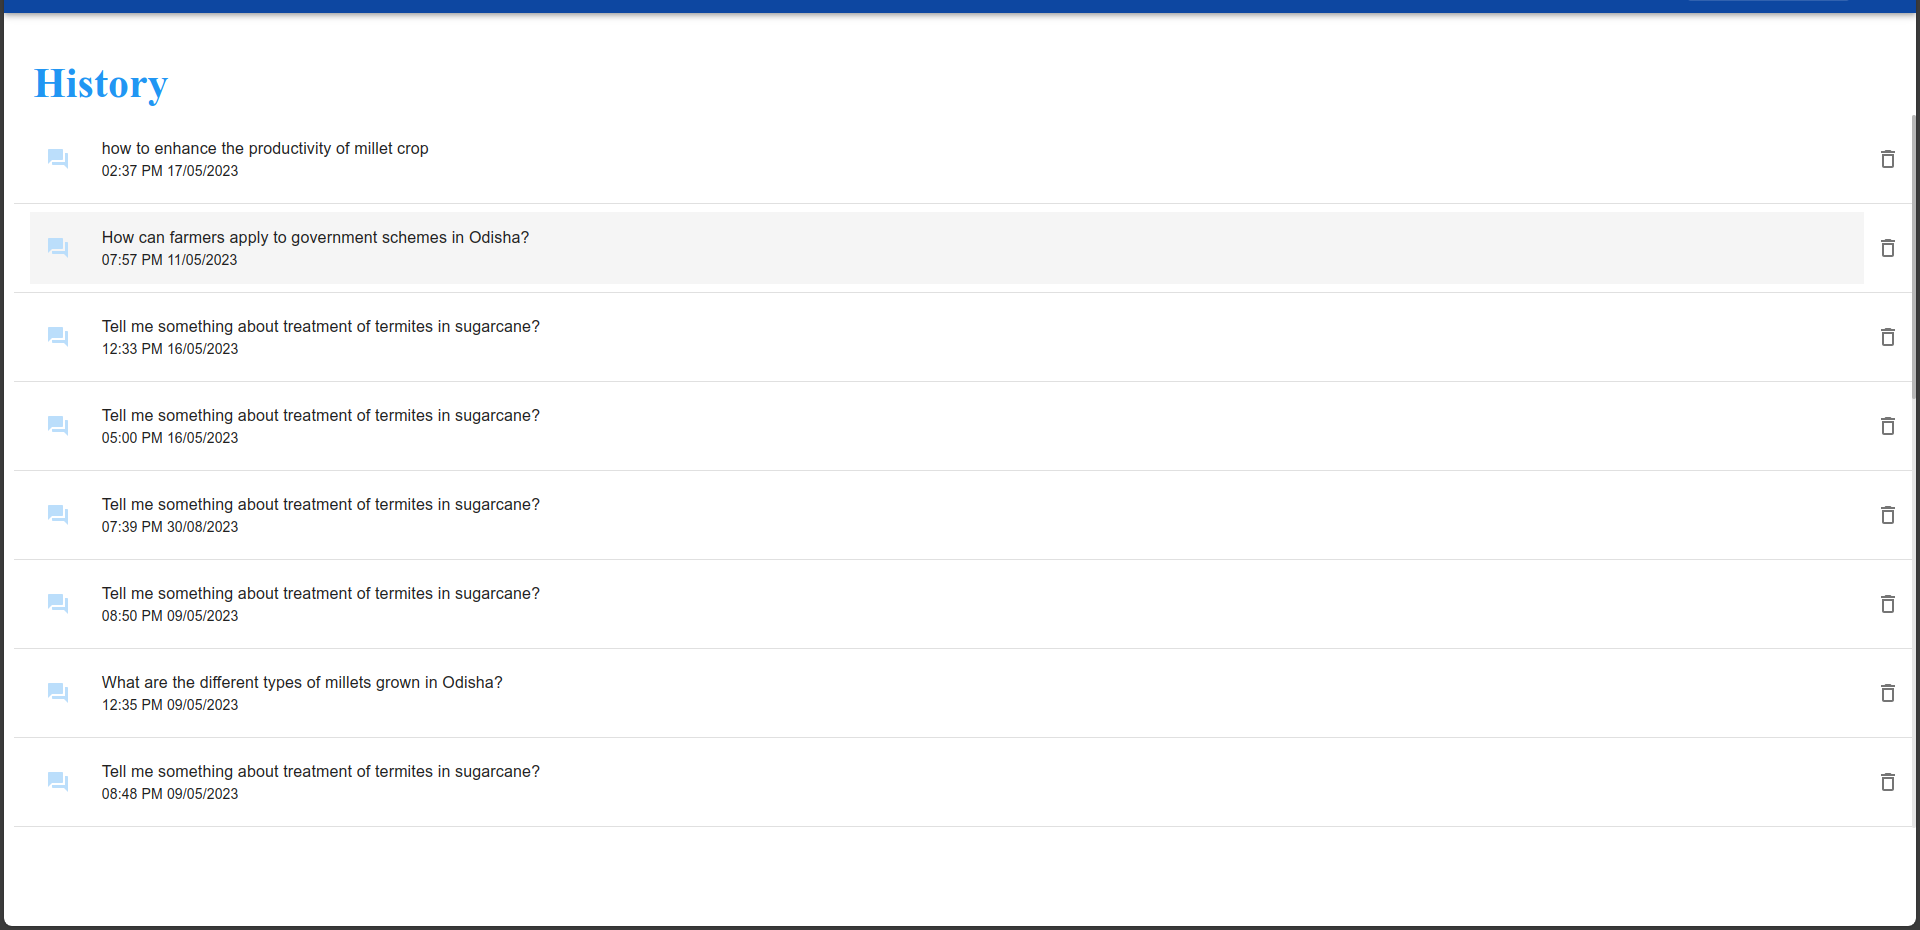 History
how to enhance the productivity of millet crop
02:37 PM 17/05/2023
How can farmers apply to government schemes in Odisha?
07:57 PM 11/05/2023
Tell me something about treatment of termites in sugarcane?
12:33 PM 16/05/2023
Tell me something about treatment of termites in sugarcane?
05:00 PM 16/05/2023
Tell me something about treatment of termites in sugarcane?
07:39 PM 30/08/2023
Tell me something about treatment of termites in sugarcane?
08:50 PM 09/05/2023
What are the different types of millets grown in Odisha?
12:35 PM 09/05/2023
Tell me something about treatment of termites in sugarcane?
08:48 PM 09/05/2023